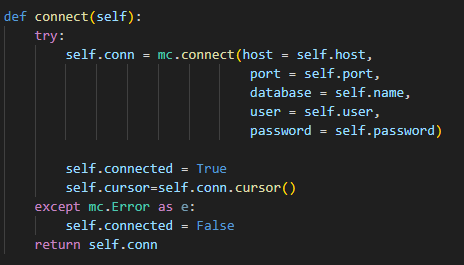 def connect(self):
    try:
        self.conn = mc.connect(host = self.host,
                                port = self.port,
                                database = self.name,
                                user = self.user,
                                password = self.password)

        self.connected = True
        self.cursor=self.conn.cursor()
    except mc.Error as e:
        self.connected = False
    return self.conn